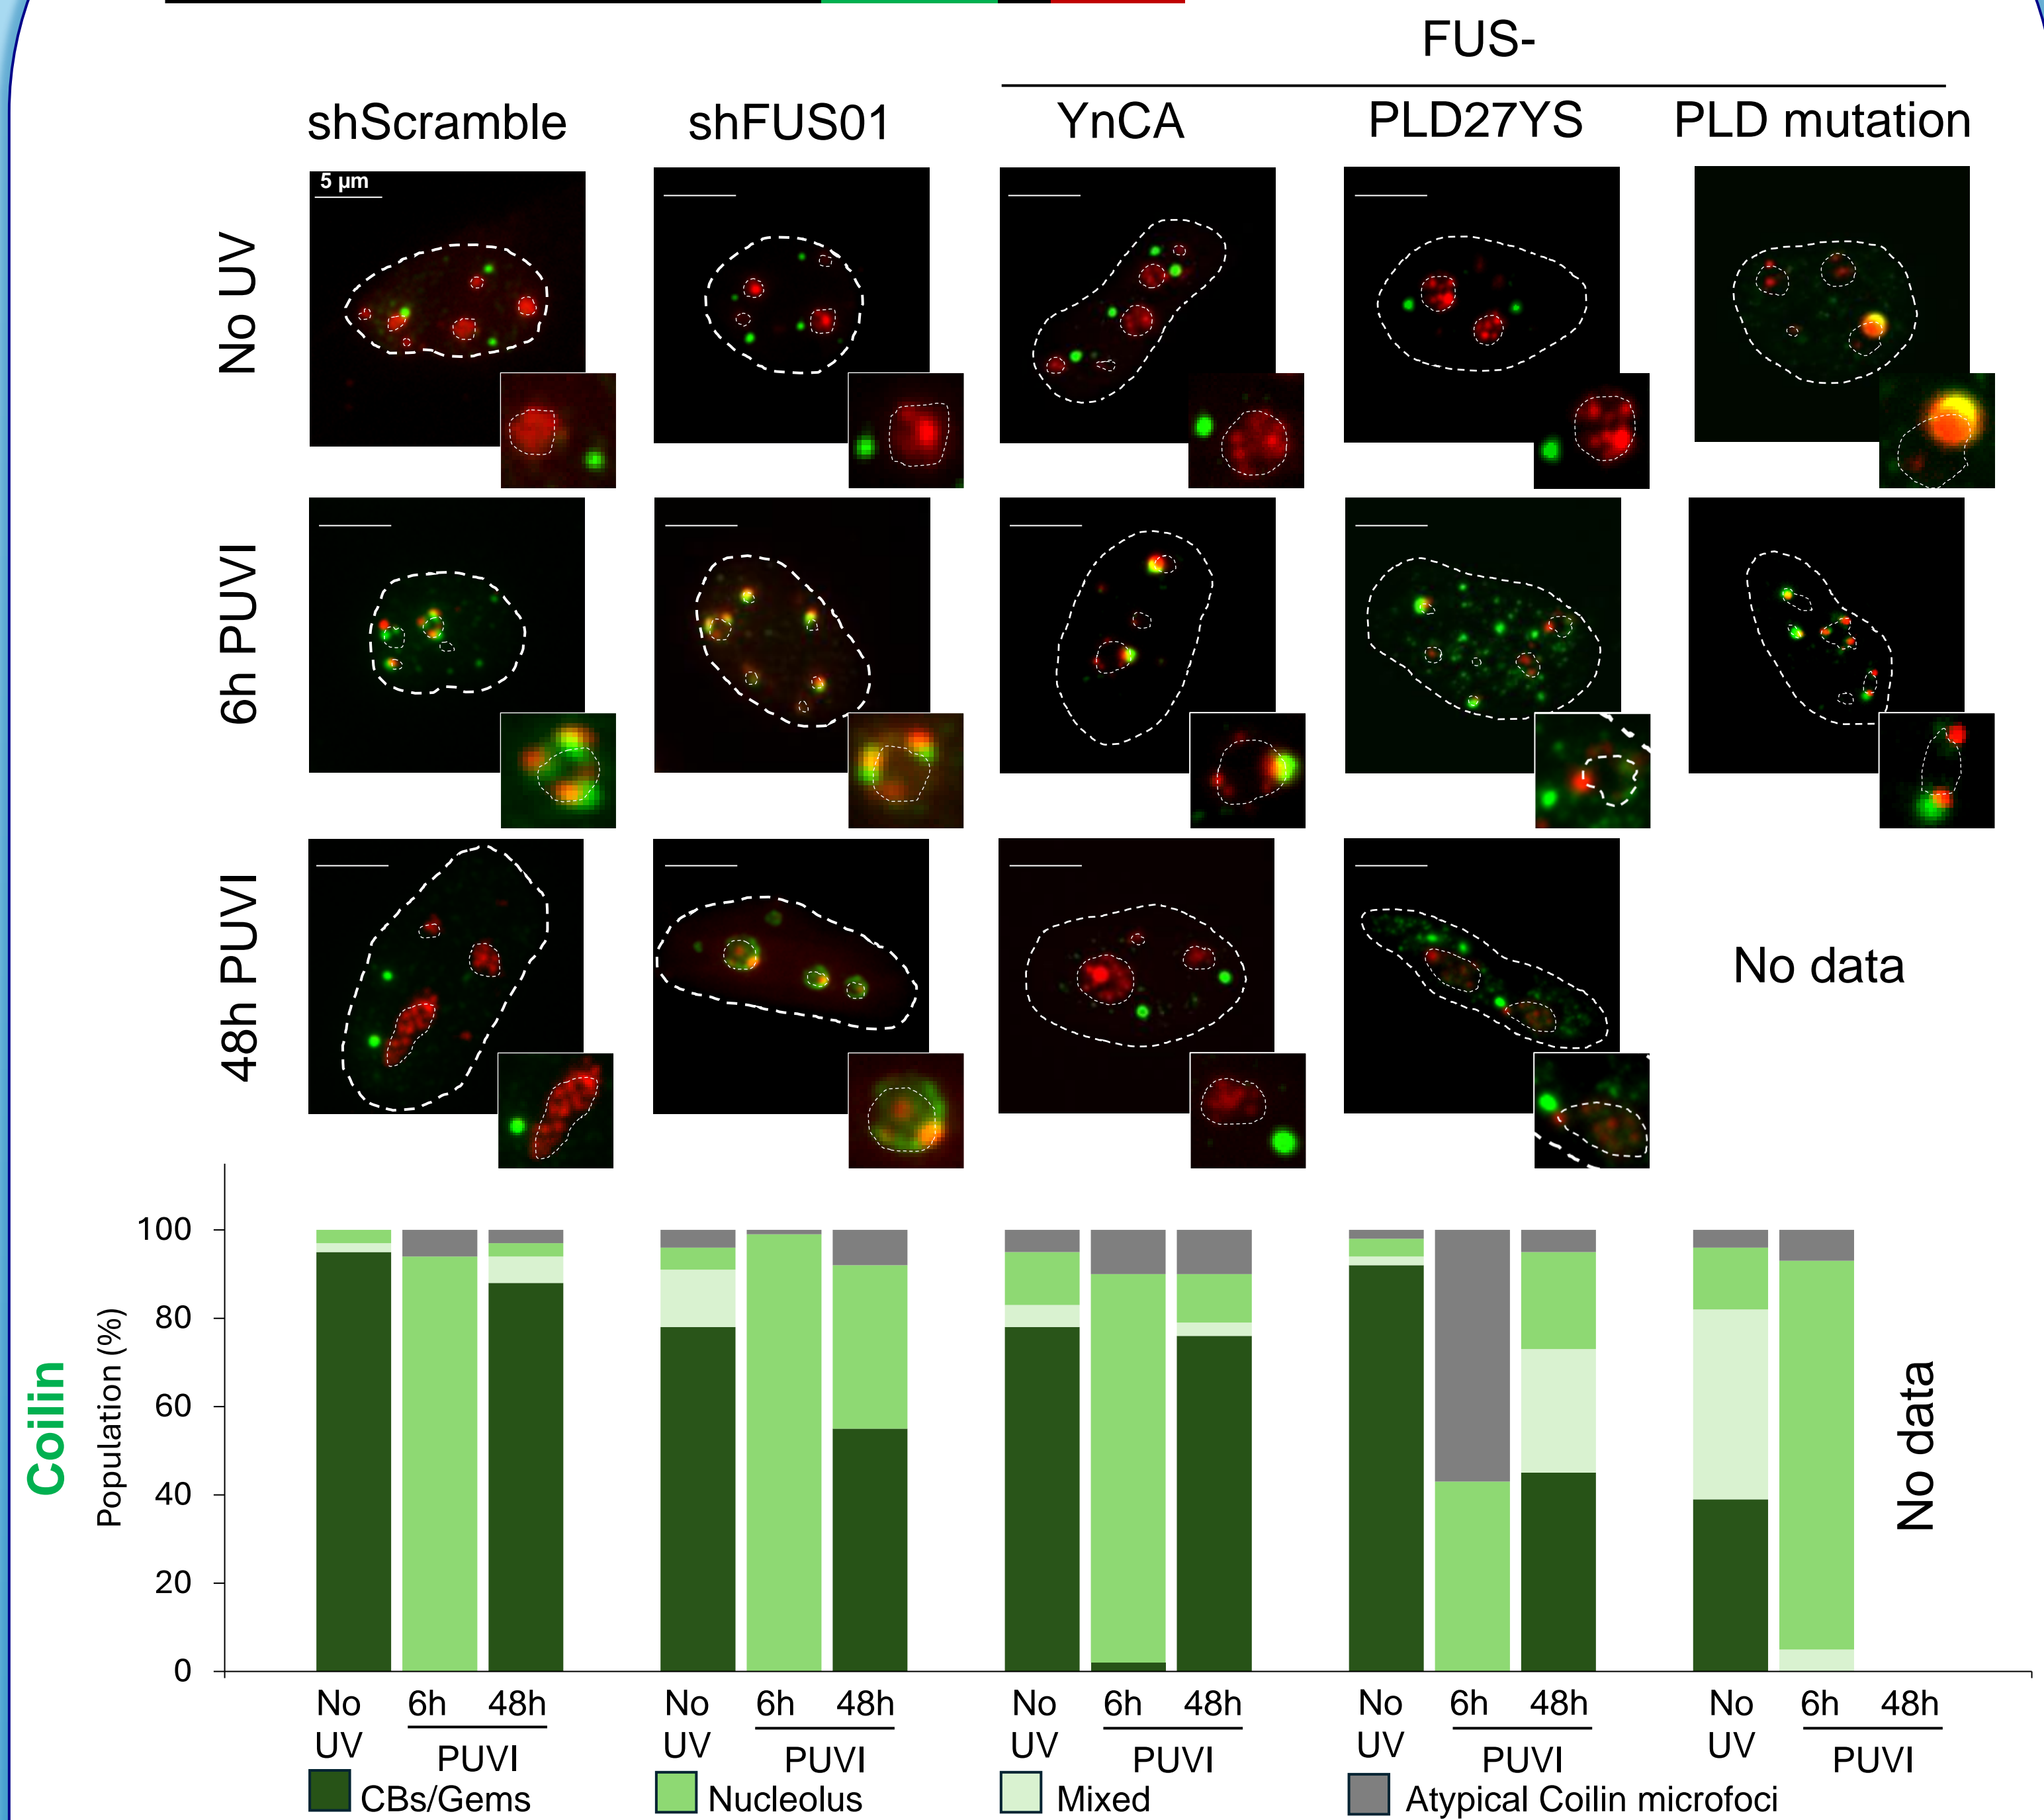 FUS-
shScramble shFUS01 YnCA PLD27YS PLD mutation
5 µm
No UV
6h PUVI
48h PUVI
No data
Coilin
Population (%)
100
80
60
40
20
0
No data
No 6h 48h No 6h 48h No 6h 48h No 6h 48h No 6h 48h
UV PUVI UV PUVI UV PUVI UV PUVI UV PUVI
CBs/Gems Nucleolus Mixed Atypical Coilin microfoci